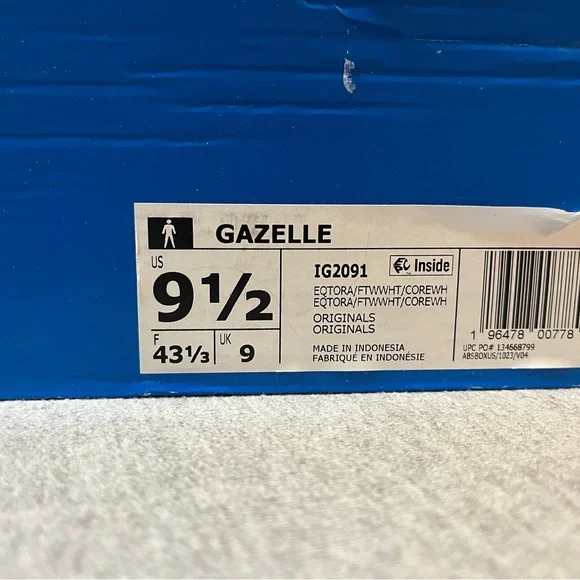 GAZELLE
US
9½
F
43⅓
UK
9
IG2091
Inside
EQTORA/FTWWHT/COREWH
EQTORA/FTWWHT/COREWH
ORIGINALS
ORIGINALS
MADE IN INDONESIA
FABRIQUÉ EN INDONÉSIE
1 96478 00778
UPC PO# 134668799
ABSBOXUS/1023/V04